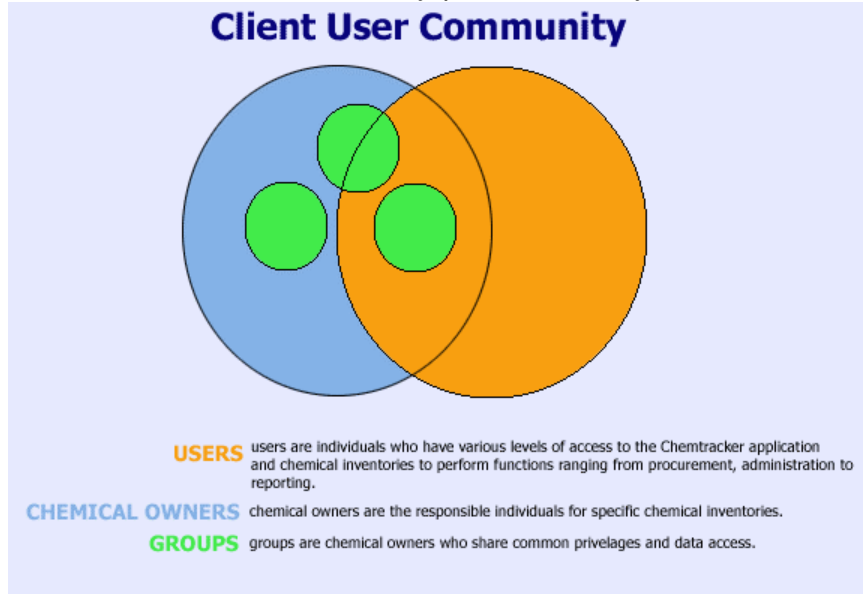 Client User Community
USERS users are individuals who have various levels of access to the Chemtracker application
and chemical inventories to perform functions ranging from procurement, administration to
reporting.
CHEMICAL OWNERS chemical owners are the responsible individuals for specific chemical inventories.
GROUPS groups are chemical owners who share common privelages and data access.